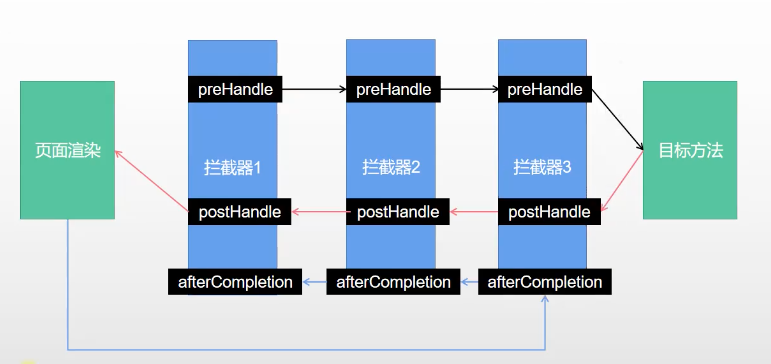 preHandle
preHandle
preHandle
页面渲染
拦截器1
拦截器2
拦截器3
目标方法
postHandle
postHandle
postHandle
afterCompletion
afterCompletion
afterCompletion